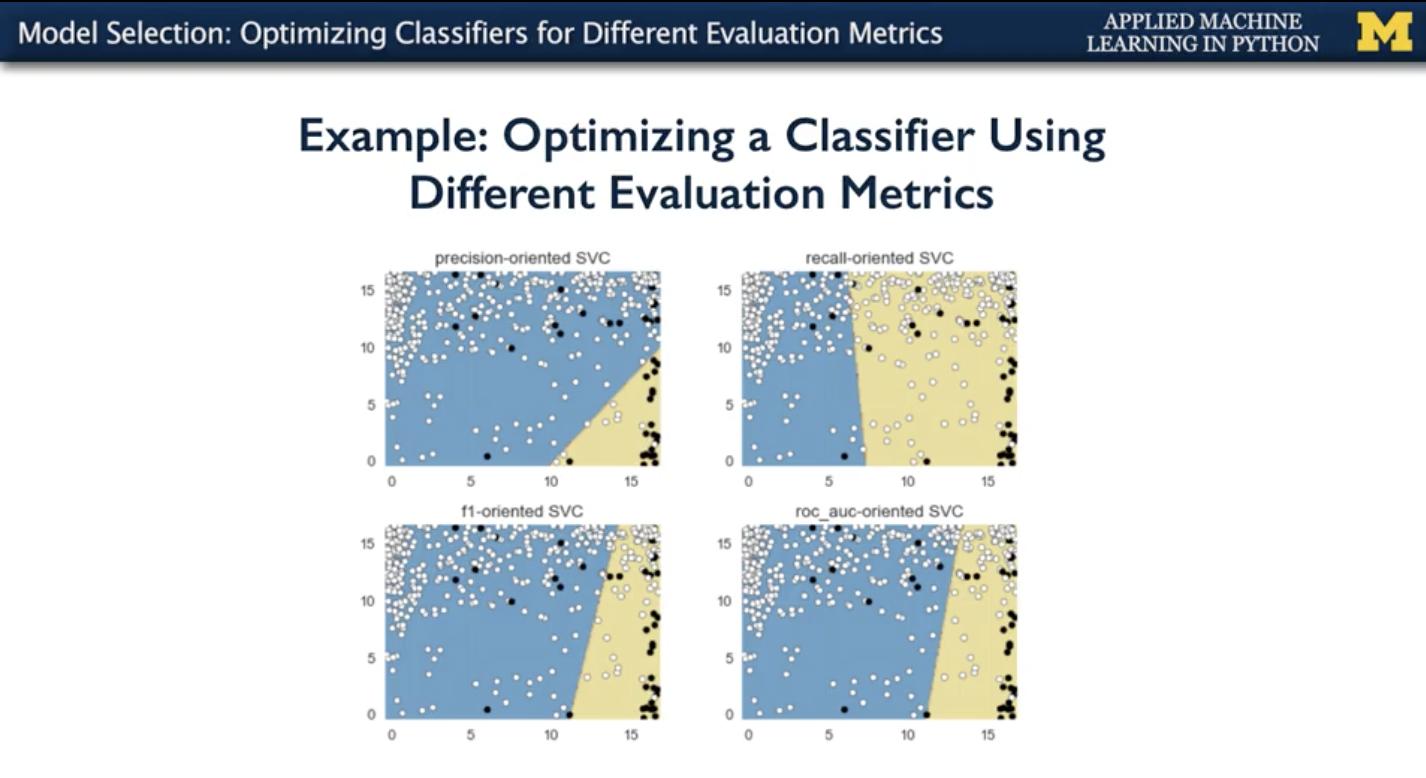 Model Selection: Optimizing Classifiers for Different Evaluation Metrics
APPLIED MACHINE
LEARNING IN PYTHON
M
Example: Optimizing a Classifier Using
Different Evaluation Metrics
precision-oriented SVC
15
10
5
0
0 5 10 15
recall-oriented SVC
15
10
5
0
0 5 10 15
f1-oriented SVC
15
10
5
0
0 5 10 15
roc_auc-oriented SVC
15
10
5
0
0 5 10 15